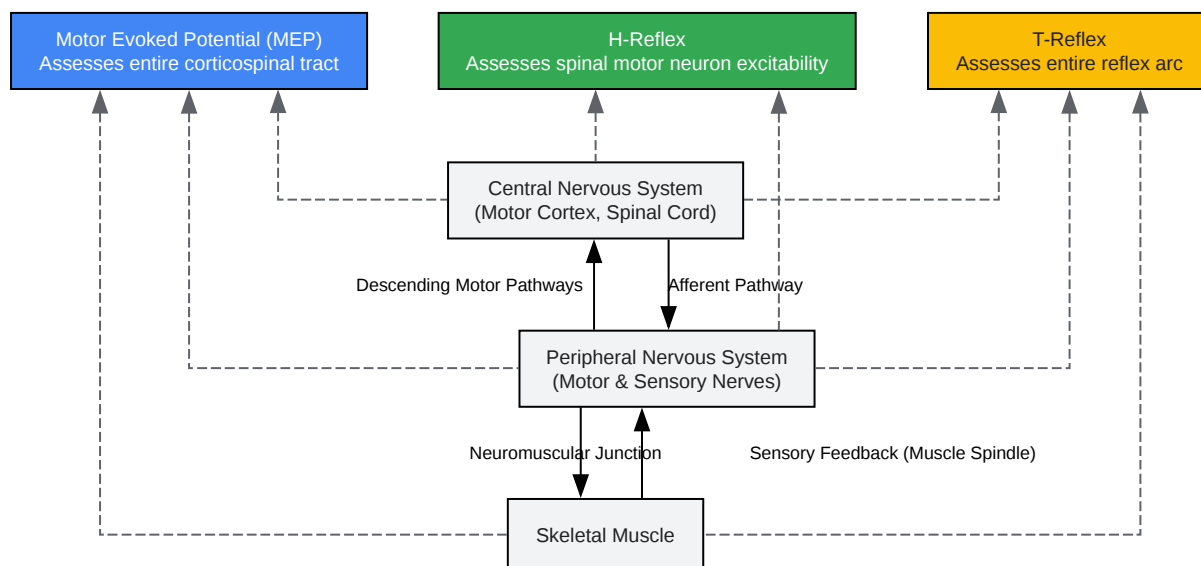 Motor Evoked Potential (MEP)
Assesses entire corticospinal tract
H-Reflex
Assesses spinal motor neuron excitability
T-Reflex
Assesses entire reflex arc
Central Nervous System
(Motor Cortex, Spinal Cord)
Descending Motor Pathways
Afferent Pathway
Peripheral Nervous System
(Motor & Sensory Nerves)
Neuromuscular Junction
Sensory Feedback (Muscle Spindle)
Skeletal Muscle